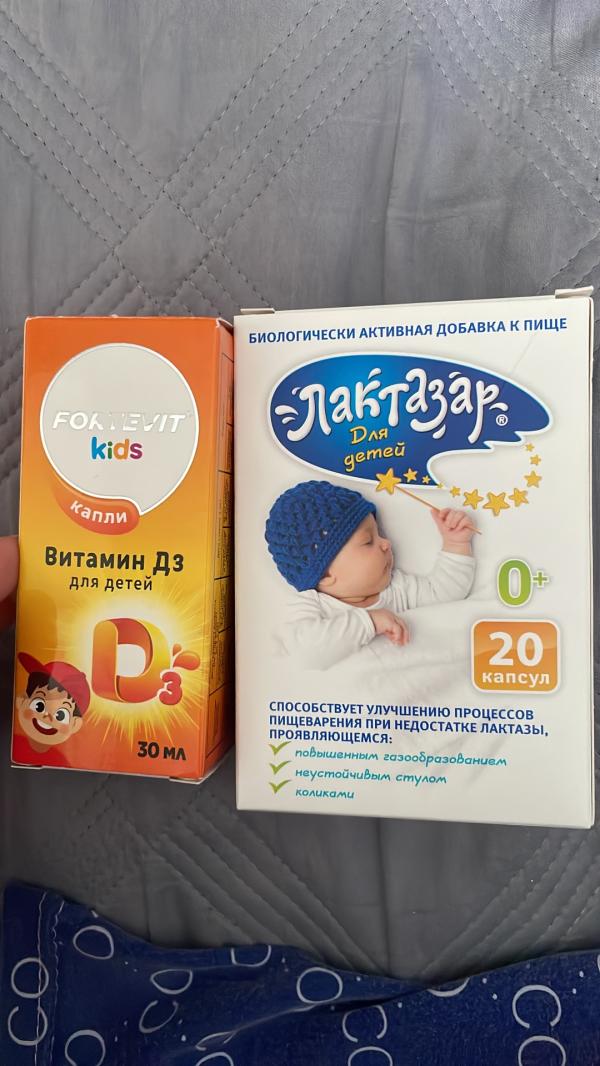 FORTEVIT
kids
капли
Витамин Д3
для детей
D3
30 мл
БИОЛОГИЧЕСКИ АКТИВНАЯ ДОБАВКА К ПИЩЕ
Лактазар®
Для
детей
0+
20
капсул
СПОСОБСТВУЕТ УЛУЧШЕНИЮ ПРОЦЕССОВ
ПИЩЕВАРЕНИЯ ПРИ НЕДОСТАТКЕ ЛАКТАЗЫ,
ПРОЯВЛЯЮЩЕМСЯ:
повышенным газообразованием
неустойчивым стулом
коликами